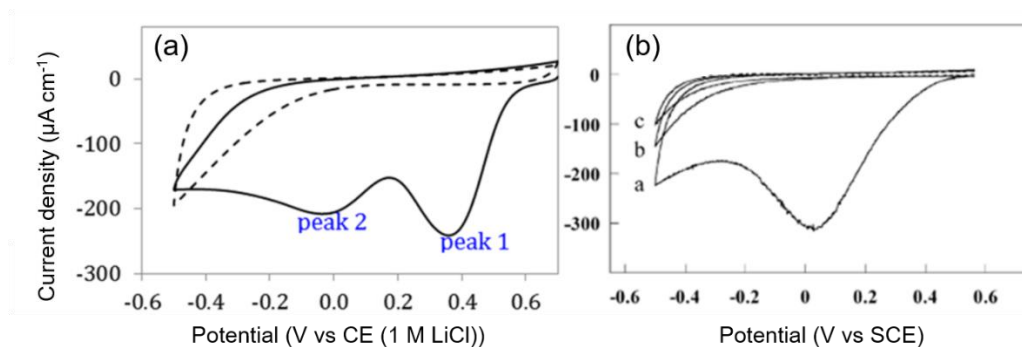 (a)
(b)
Current density (µA cm⁻¹)
0
-100
-200
-300
peak 2
peak 1
-0.6 -0.4 -0.2 0.0 0.2 0.4 0.6
Potential (V vs CE (1 M LiCl))
0
-100
-200
-300
c
b
a
-0.6 -0.4 -0.2 0 0.2 0.4 0.6
Potential (V vs SCE)